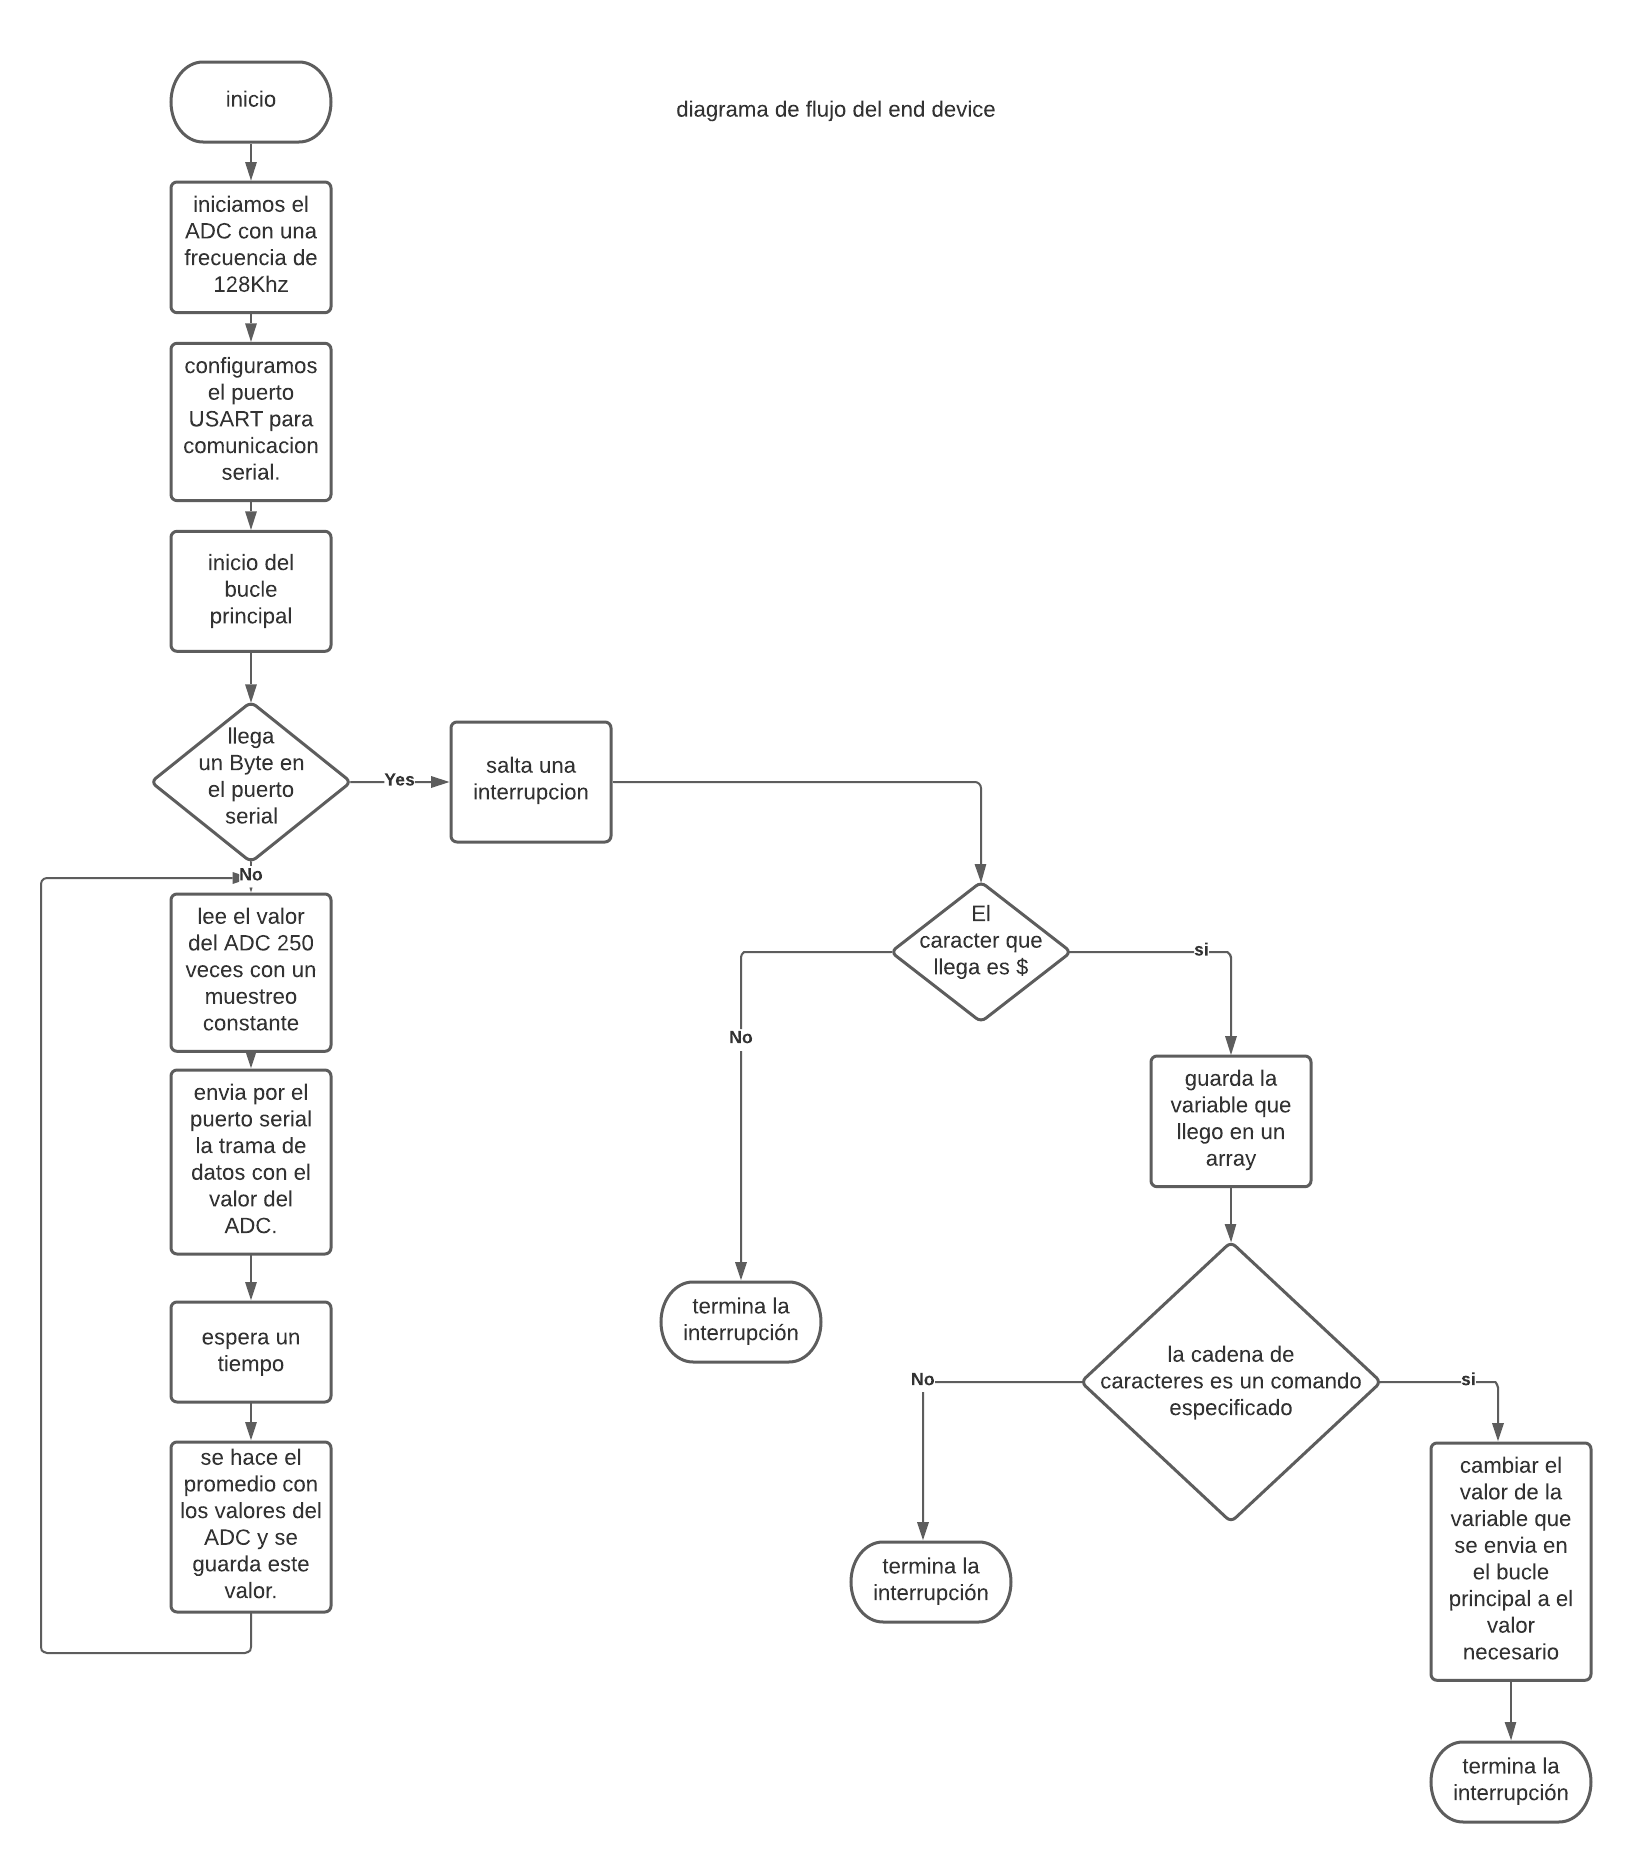 inicio
diagrama de flujo del end device
iniciamos el
ADC con una
frecuencia de
128Khz
configuramos
el puerto
USART para
comunicacion
serial.
inicio del
bucle
principal
llega
un Byte en
el puerto
serial
Yes
salta una
interrupcion
No
lee el valor
del ADC 250
veces con un
muestreo
constante
envia por el
puerto serial
la trama de
datos con el
valor del
ADC.
espera un
tiempo
se hace el
promedio con
los valores del
ADC y se
guarda este
valor.
El
caracter que
llega es $
No
si
termina la
interrupción
guarda la
variable que
llego en un
array
la cadena de
caracteres es un comando
especificado
No
si
termina la
interrupción
cambiar el
valor de la
variable que
se envia en
el bucle
principal a el
valor
necesario
termina la
interrupción